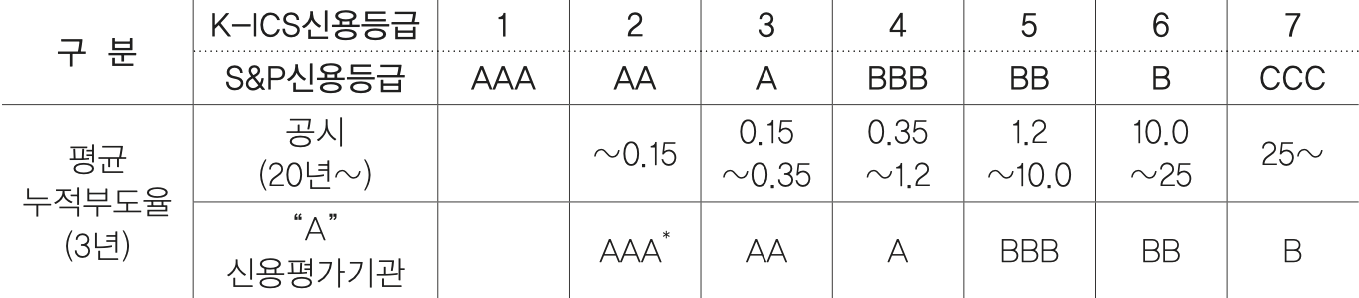 구 분 K-ICS신용등급 1 2 3 4 5 6 7
S&P신용등급 AAA AA A BBB BB B CCC
평균
누적부도율
(3년)
공시
(20년~)
~0.15
0.15
~0.35
0.35
~1.2
1.2
~10.0
10.0
~25
25~
“A”
신용평가기관
AAA* AA A BBB BB B